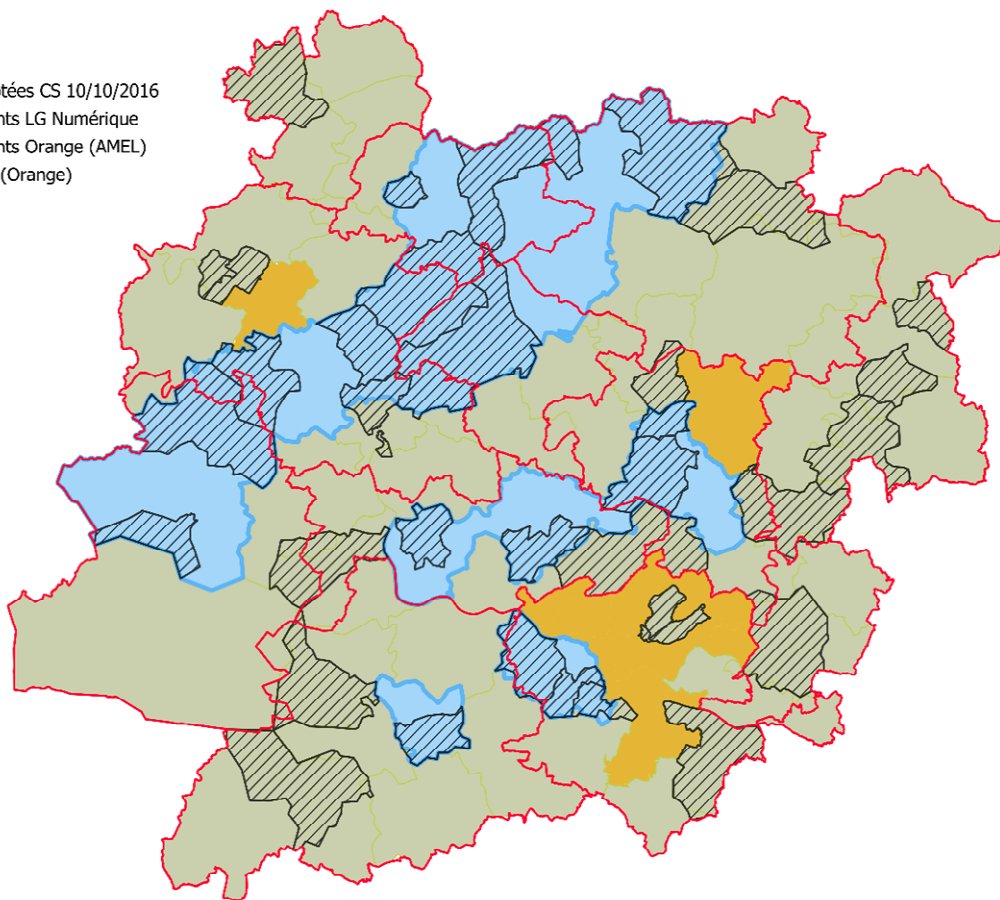 tées CS 10/10/2016
nts LG Numérique
nts Orange (AMEL)
(Orange)